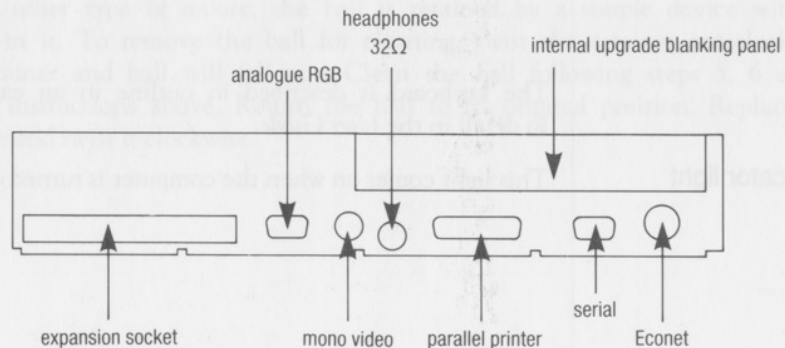 headphones
32Ω
internal upgrade blanking panel
analogue RGB
expansion socket
mono video
parallel printer
serial
Econet